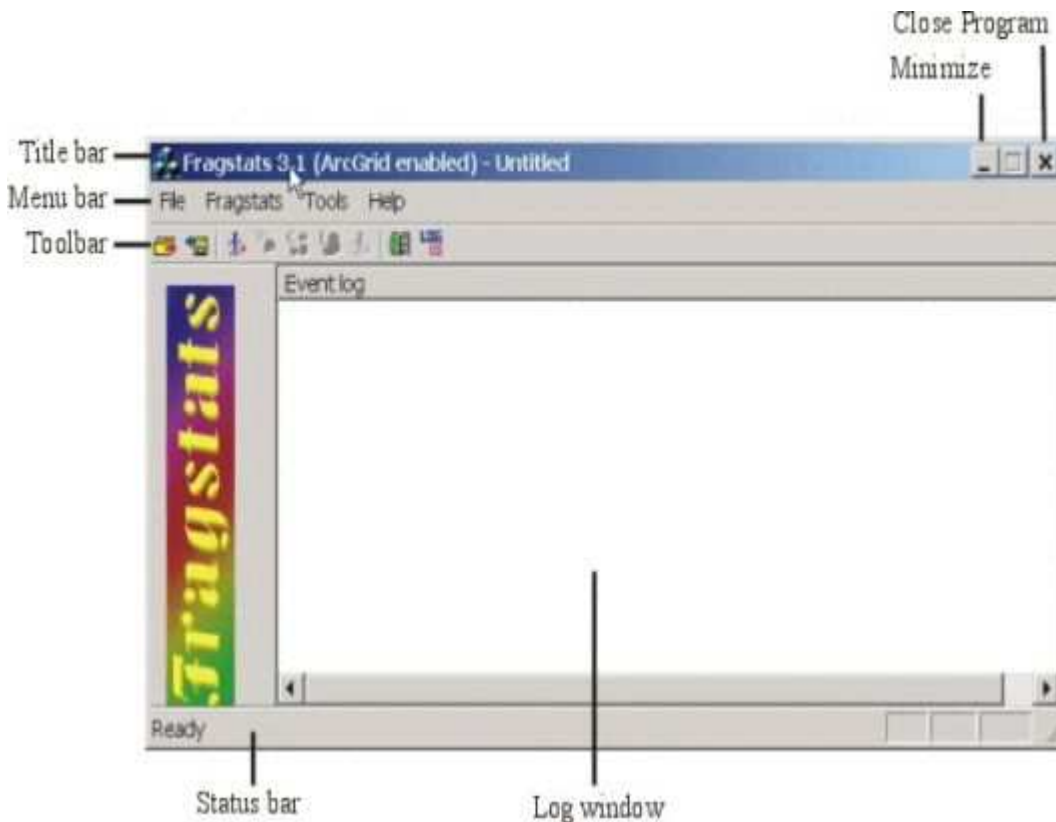 Close Program
Minimize
Title bar
Fragstats 3.1 (ArcGrid enabled) - Untitled
Menu bar
File Fragstats Tools Help
Toolbar
LOG
Event log
Fragstats
Ready
Status bar
Log window